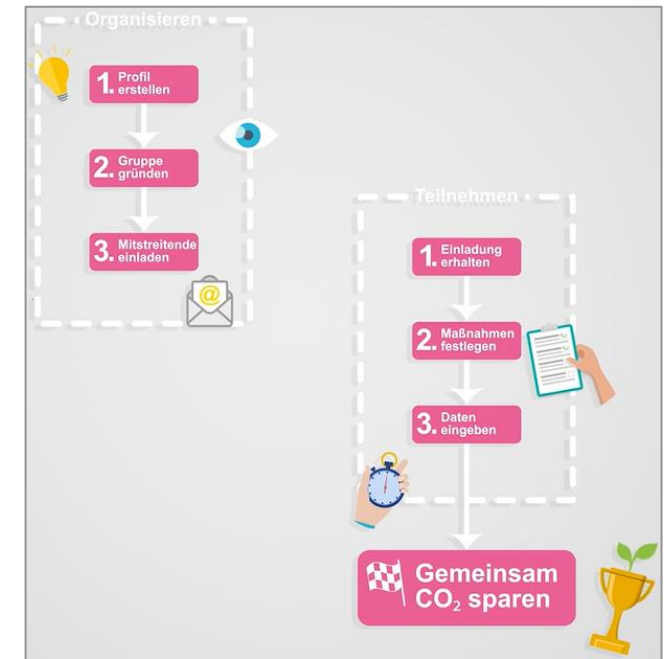 Organisieren
1. Profil
erstellen
2. Gruppe
gründen
3. Mitstreitende
einladen
@
Teilnehmen
1. Einladung
erhalten
2. Maßnahmen
festlegen
3. Daten
eingeben
Gemeinsam
CO₂ sparen